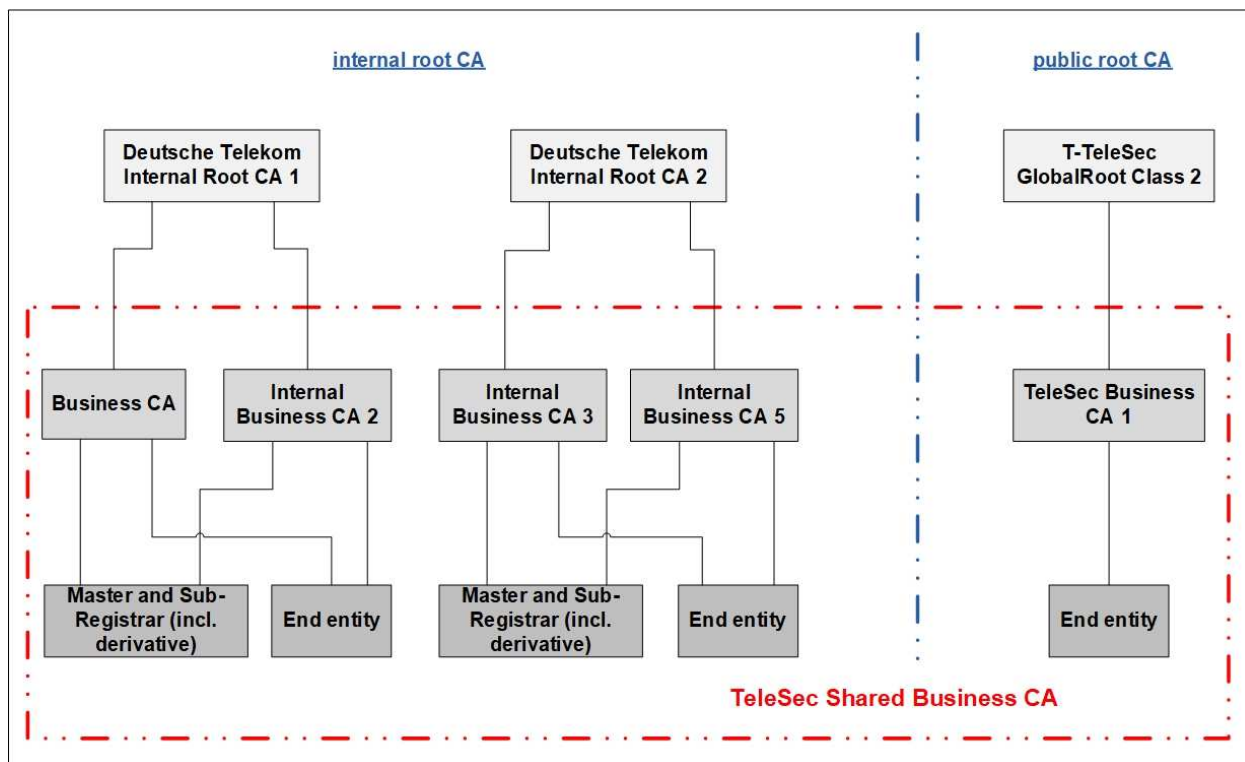 internal root CA
public root CA
Deutsche Telekom
Internal Root CA 1
Deutsche Telekom
Internal Root CA 2
T-TeleSec
GlobalRoot Class 2
Business CA
Internal
Business CA 2
Internal
Business CA 3
Internal
Business CA 5
TeleSec Business
CA 1
Master and Sub-
Registrar (incl.
derivative)
End entity
Master and Sub-
Registrar (incl.
derivative)
End entity
End entity
TeleSec Shared Business CA